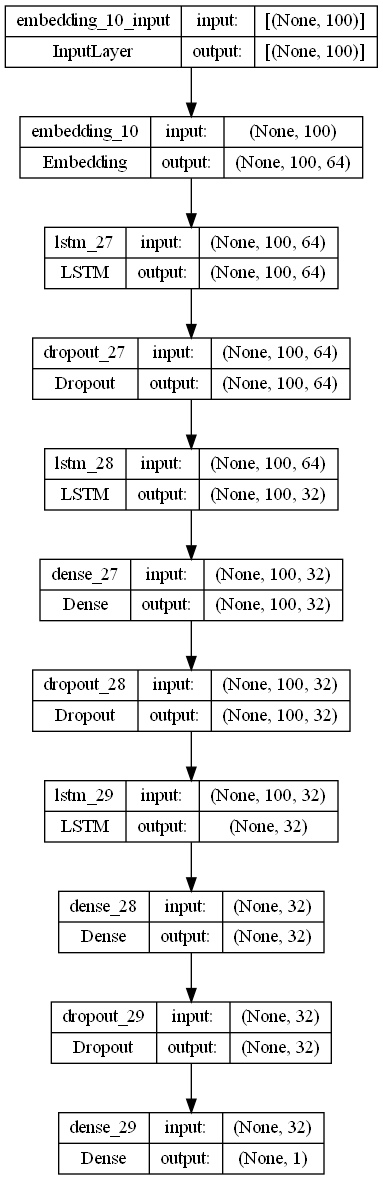 embedding_10_input input: [(None, 100)]
InputLayer output: [(None, 100)]
embedding_10 input: (None, 100)
Embedding output: (None, 100, 64)
lstm_27 input: (None, 100, 64)
LSTM output: (None, 100, 64)
dropout_27 input: (None, 100, 64)
Dropout output: (None, 100, 64)
lstm_28 input: (None, 100, 64)
LSTM output: (None, 100, 32)
dense_27 input: (None, 100, 32)
Dense output: (None, 100, 32)
dropout_28 input: (None, 100, 32)
Dropout output: (None, 100, 32)
lstm_29 input: (None, 100, 32)
LSTM output: (None, 32)
dense_28 input: (None, 32)
Dense output: (None, 32)
dropout_29 input: (None, 32)
Dropout output: (None, 32)
dense_29 input: (None, 32)
Dense output: (None, 1)